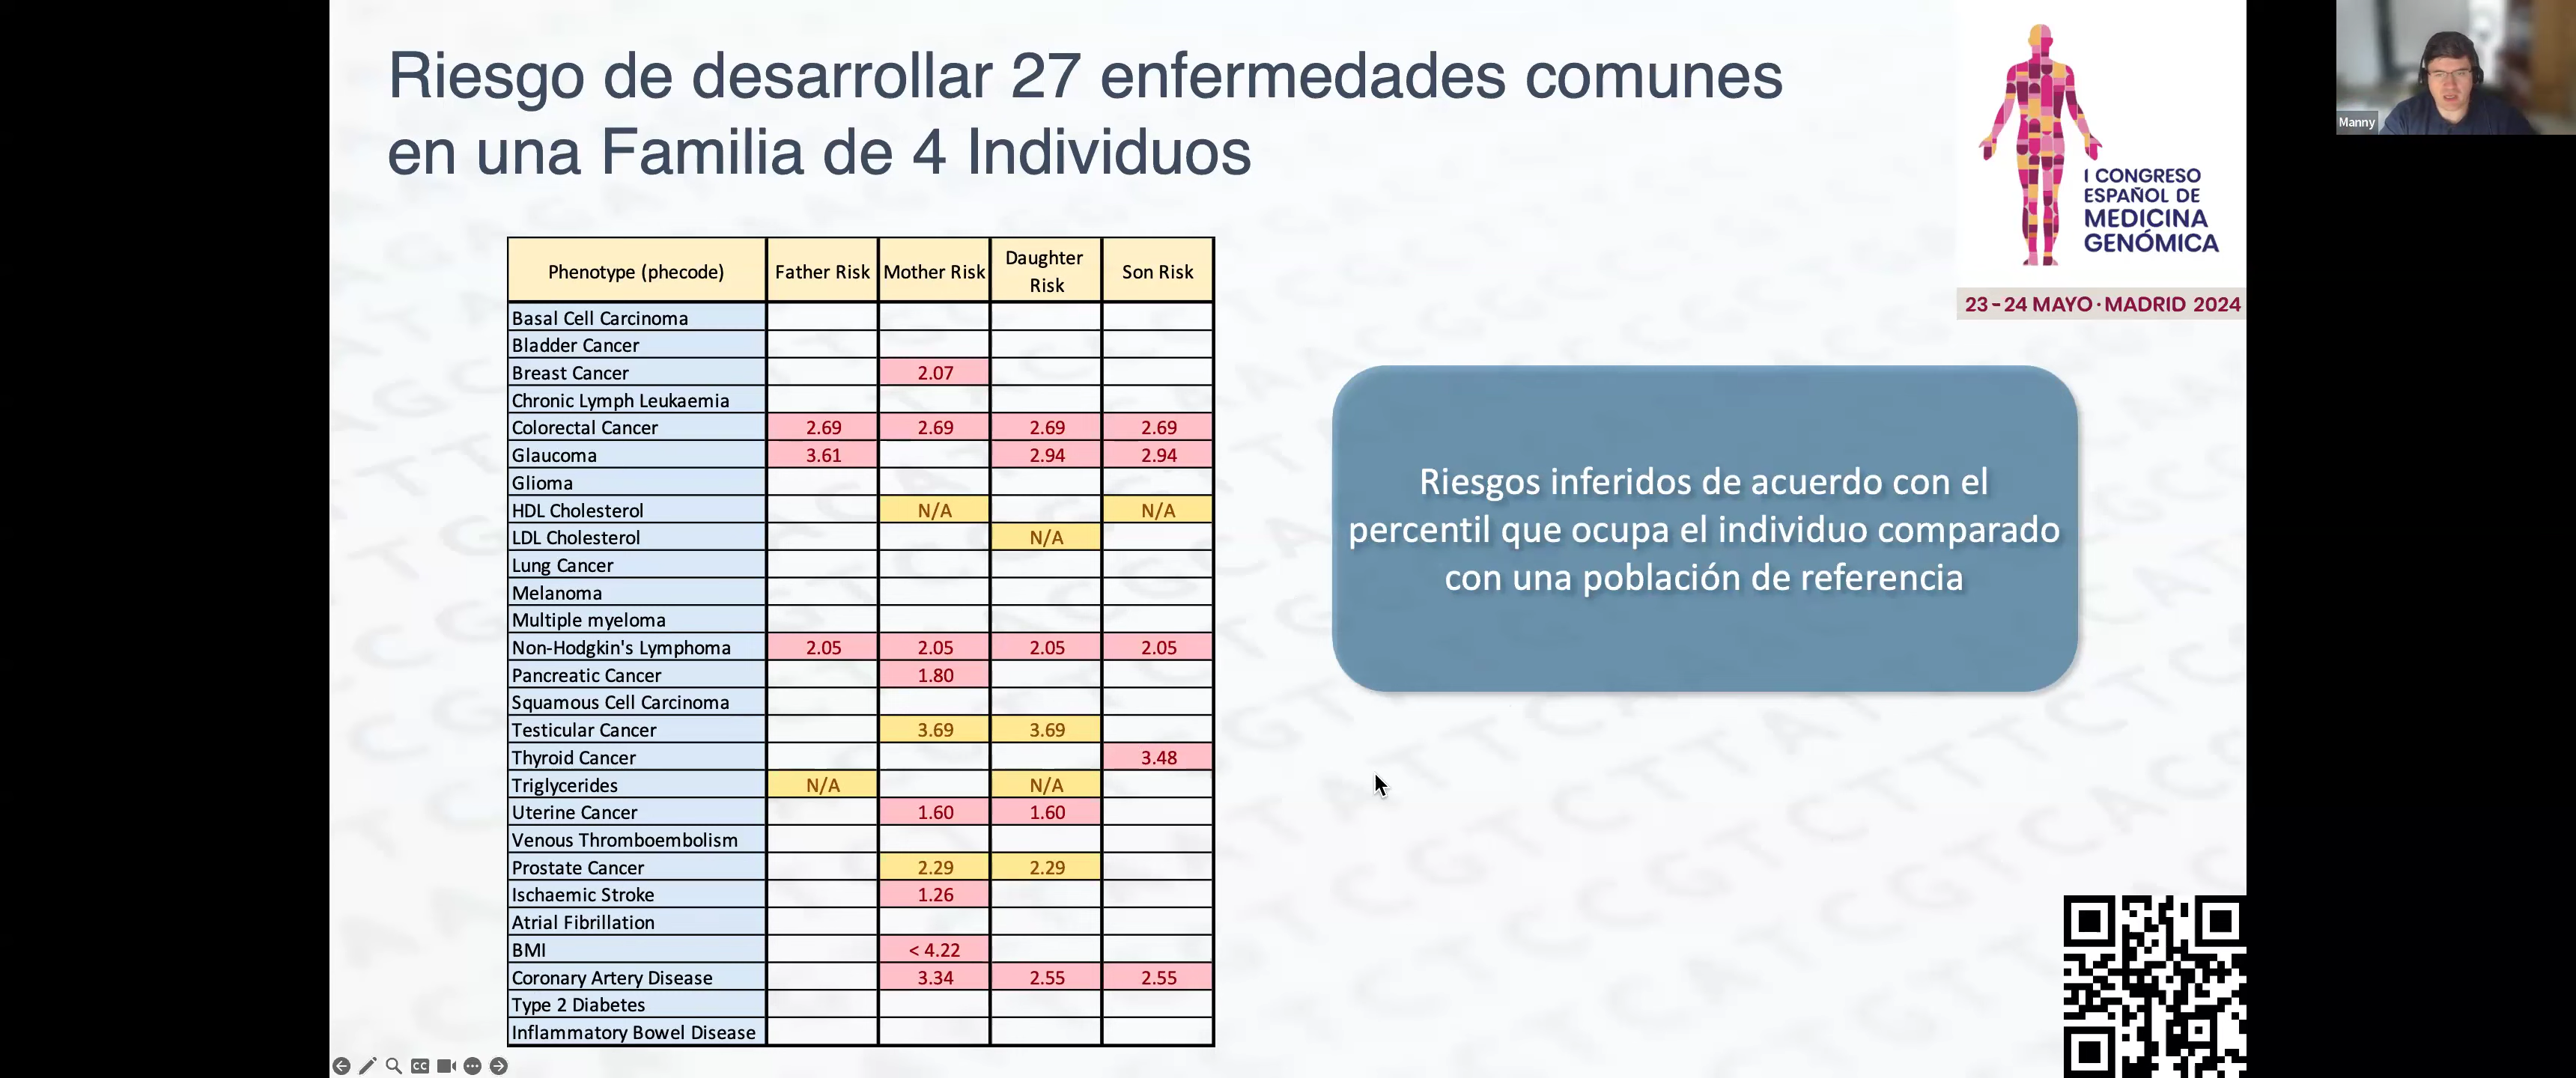 Riesgo de desarrollar 27 enfermedades comunes
en una Familia de 4 Individuos
I CONGRESO
ESPAÑOL DE
MEDICINA
GENÓMICA
23-24 MAYO·MADRID 2024
Manny
Phenotype (phecode) Father Risk Mother Risk Daughter Risk Son Risk
Basal Cell Carcinoma
Bladder Cancer
Breast Cancer 2.07
Chronic Lymph Leukaemia
Colorectal Cancer 2.69 2.69 2.69 2.69
Glaucoma 3.61 2.94 2.94
Glioma
HDL Cholesterol N/A N/A
LDL Cholesterol N/A
Lung Cancer
Melanoma
Multiple myeloma
Non-Hodgkin's Lymphoma 2.05 2.05 2.05 2.05
Pancreatic Cancer 1.80
Squamous Cell Carcinoma
Testicular Cancer 3.69 3.69
Thyroid Cancer 3.48
Triglycerides N/A N/A
Uterine Cancer 1.60 1.60
Venous Thromboembolism
Prostate Cancer 2.29 2.29
Ischaemic Stroke 1.26
Atrial Fibrillation
BMI < 4.22
Coronary Artery Disease 3.34 2.55 2.55
Type 2 Diabetes
Inflammatory Bowel Disease
Riesgos inferidos de acuerdo con el
percentil que ocupa el individuo comparado
con una población de referencia
CC